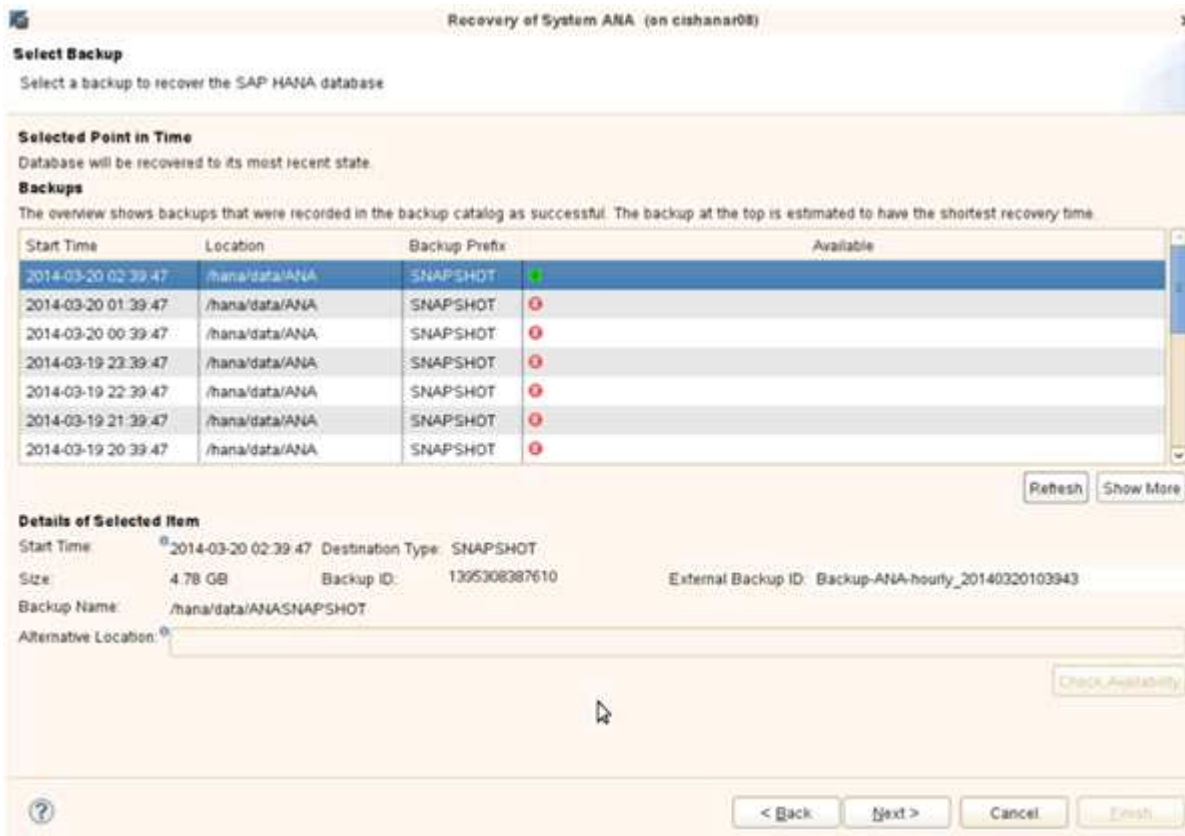 Recovery of System ANA (on cishanar08)
Select Backup
Select a backup to recover the SAP HANA database
Selected Point in Time
Database will be recovered to its most recent state.
Backups
The overview shows backups that were recorded in the backup catalog as successful. The backup at the top is estimated to have the shortest recovery time.
Start Time Location Backup Prefix Available
2014-03-20 02:39:47 /hana/data/ANA SNAPSHOT
2014-03-20 01:39:47 /hana/data/ANA SNAPSHOT
2014-03-20 00:39:47 /hana/data/ANA SNAPSHOT
2014-03-19 23:39:47 /hana/data/ANA SNAPSHOT
2014-03-19 22:39:47 /hana/data/ANA SNAPSHOT
2014-03-19 21:39:47 /hana/data/ANA SNAPSHOT
2014-03-19 20:39:47 /hana/data/ANA SNAPSHOT
Refresh Show More
Details of Selected Item
Start Time: 2014-03-20 02:39:47 Destination Type: SNAPSHOT
Size: 4.78 GB Backup ID: 1395308387610 External Backup ID: Backup-ANA-hourly_20140320103943
Backup Name: /hana/data/ANASNAPSHOT
Alternative Location:
Check Availability
< Back Next > Cancel Finish